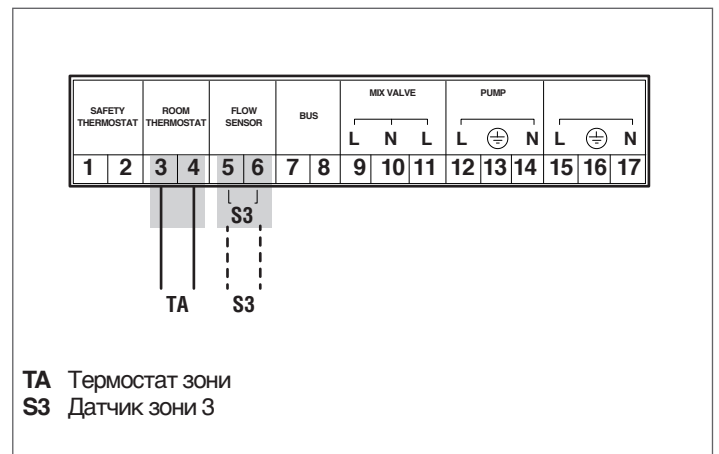 SAFETY THERMOSTAT ROOM THERMOSTAT FLOW SENSOR BUS MIX VALVE PUMP
L N L L N L N
1 2 3 4 5 6 7 8 9 10 11 12 13 14 15 16 17
S3
TA S3
TA Термостат зони
S3 Датчик зони 3